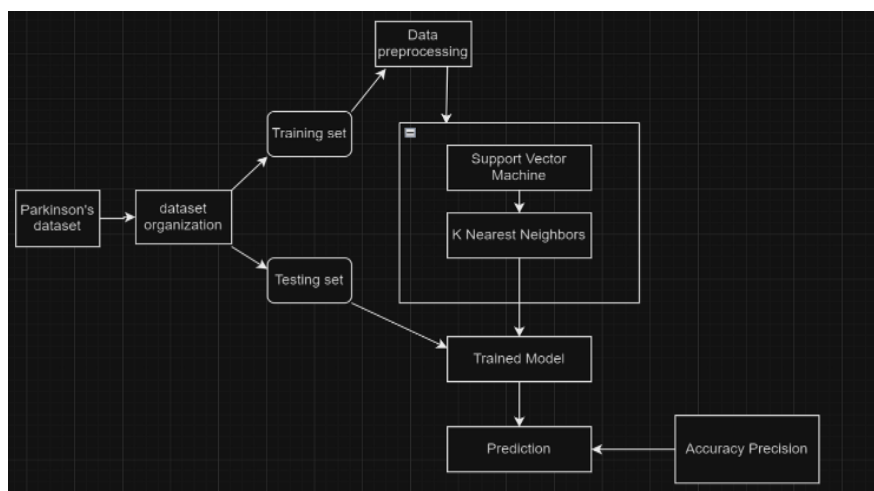 Data
preprocessing
Training set
Support Vector
Machine
Parkinson's
dataset
dataset
organization
K Nearest Neighbors
Testing set
Trained Model
Prediction
Accuracy Precision